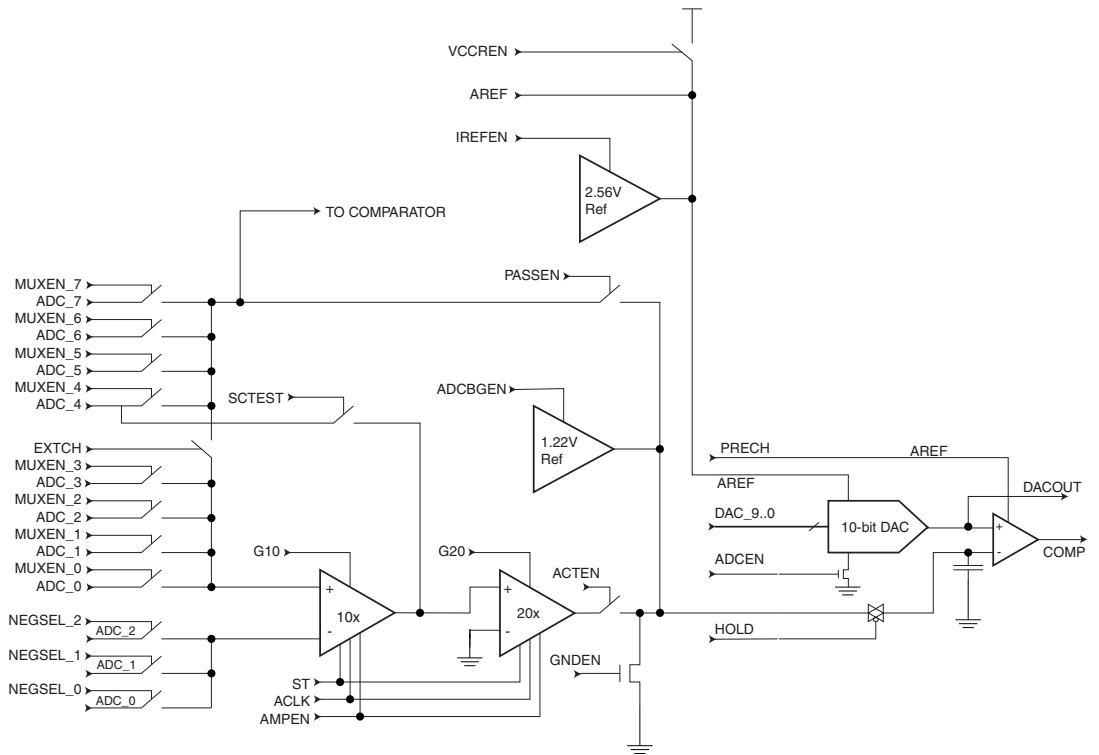 VCCREN
AREF
IREFEN
2.56V
Ref
TO COMPARATOR
PASSEN
MUXEN_7
ADC_7
MUXEN_6
ADC_6
MUXEN_5
ADC_5
MUXEN_4
ADC_4
SCTEST
ADCBGEN
1.22V
Ref
EXTCH
MUXEN_3
ADC_3
MUXEN_2
ADC_2
MUXEN_1
ADC_1
MUXEN_0
ADC_0
PRECH
AREF
AREF
DACOUT
DAC_9..0
10-bit DAC
+
-
COMP
ADCEN
G10
+
10x
-
G20
+
20x
-
ACTEN
NEGSEL_2
ADC_2
NEGSEL_1
ADC_1
NEGSEL_0
ADC_0
HOLD
GNDEN
ST
ACLK
AMPEN